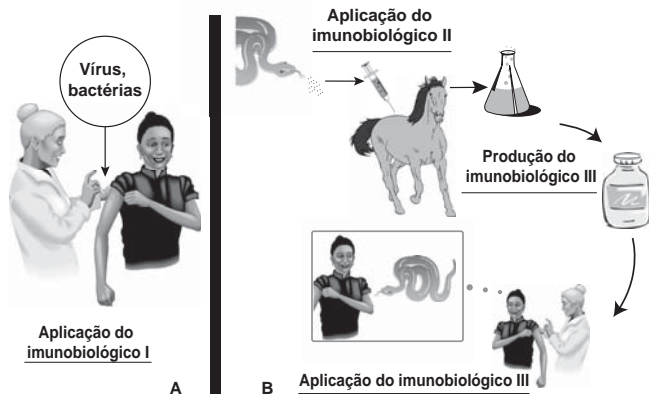 Vírus,
bactérias
Aplicação do
imunobiológico I
A
Aplicação do
imunobiológico II
Produção do
imunobiológico III
B
Aplicação do imunobiológico III